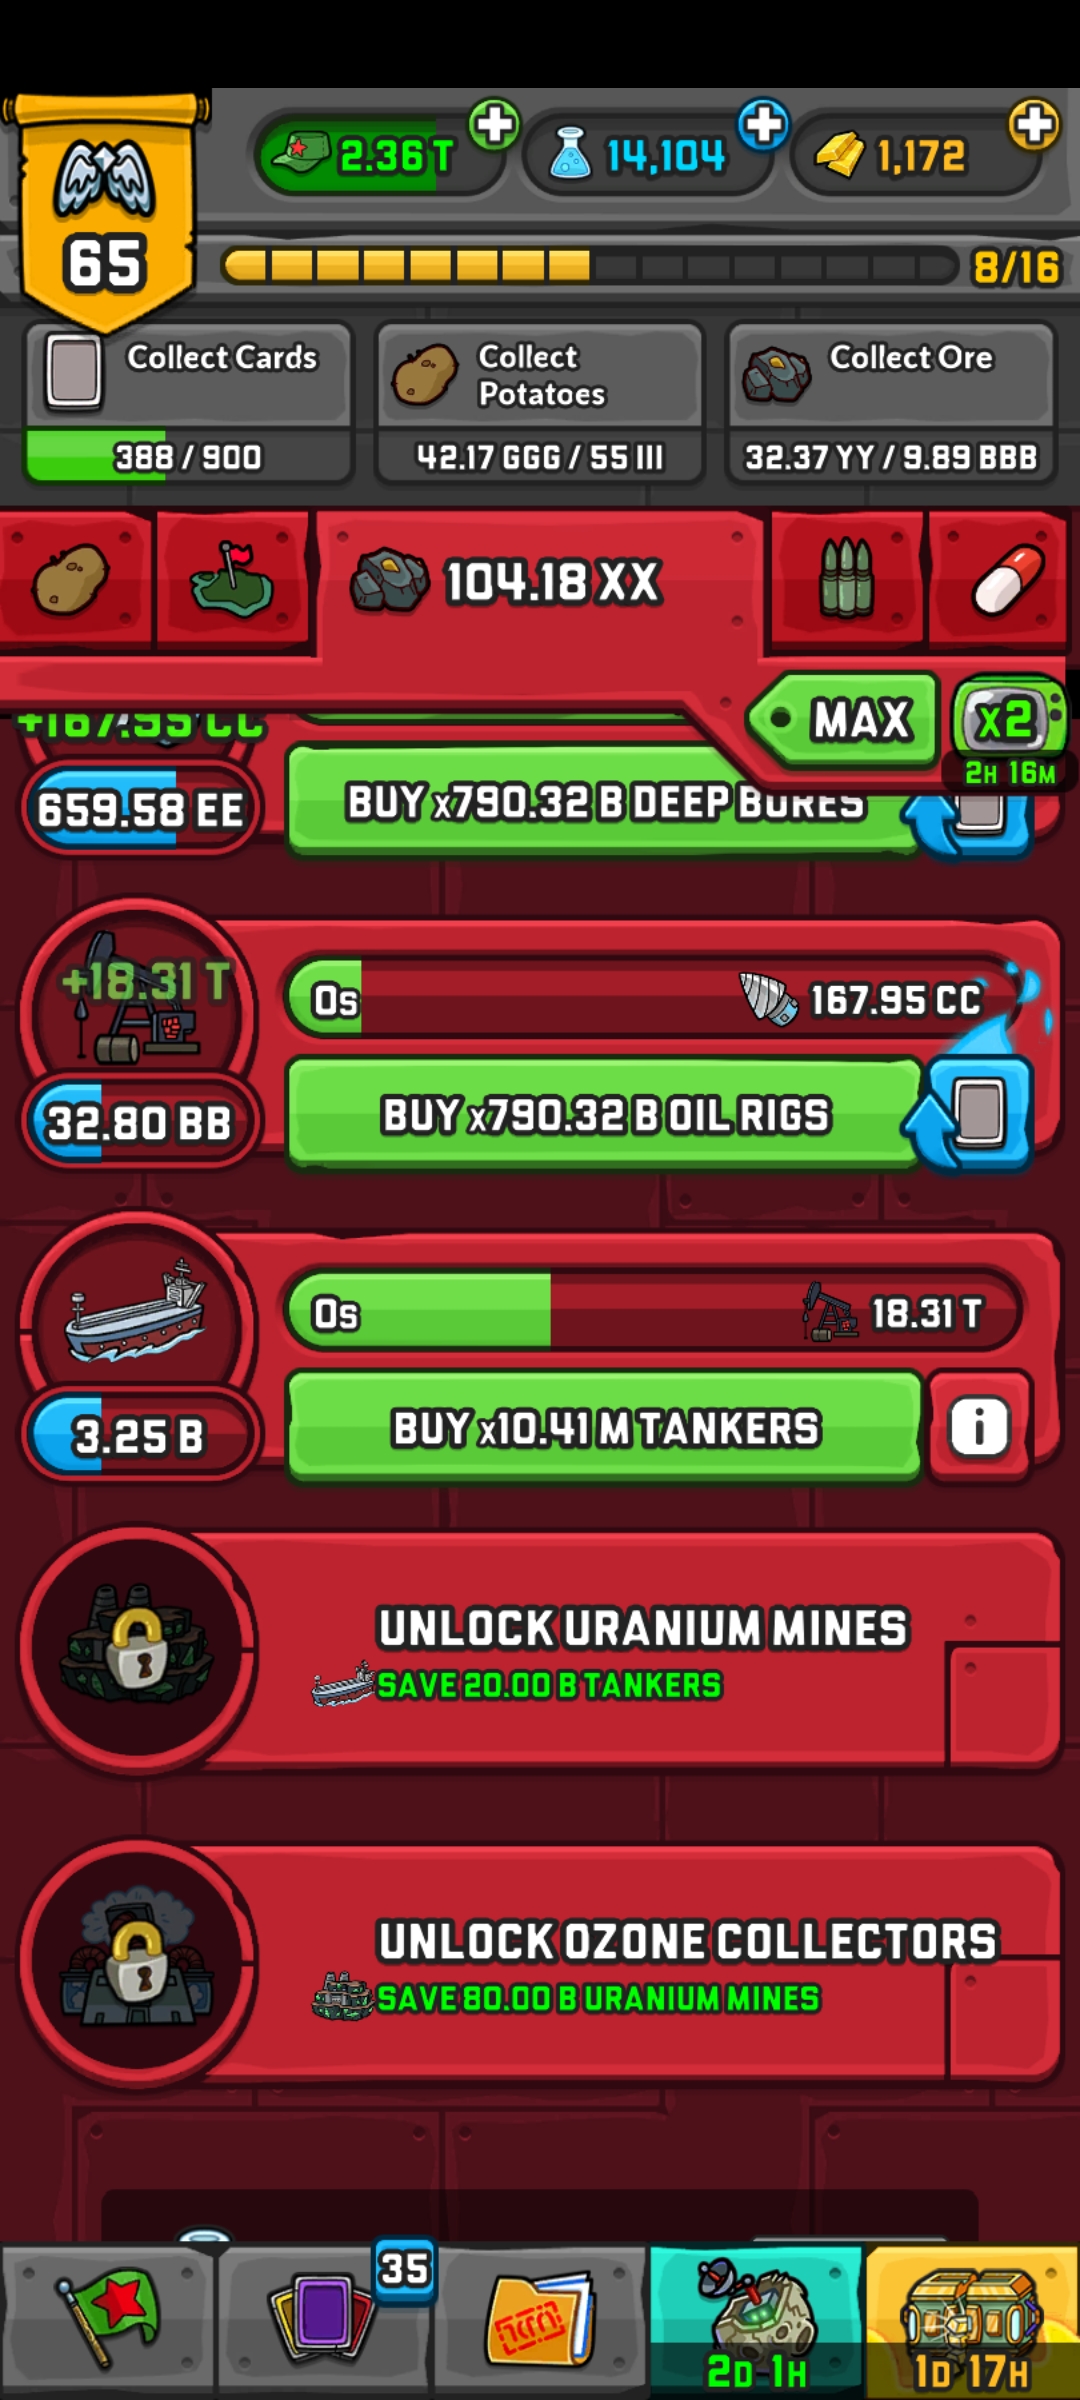 2.36 T
14,104
1,172
65
8/16
Collect Cards
388 / 900
Collect
Potatoes
42.17 GGG / 55 III
Collect Ore
32.37 YY / 9.89 BBB
104.18 XX
MAX
x2
2H 16M
+167.95 CC
659.58 EE
BUY x790.32 B DEEP BORES
+18.31 T
0s
167.95 CC
32.80 BB
BUY x790.32 B OIL RIGS
0s
18.31 T
3.25 B
BUY x10.41 M TANKERS
i
UNLOCK URANIUM MINES
SAVE 20.00 B TANKERS
UNLOCK OZONE COLLECTORS
SAVE 80.00 B URANIUM MINES
35
2D 1H
1D 17H